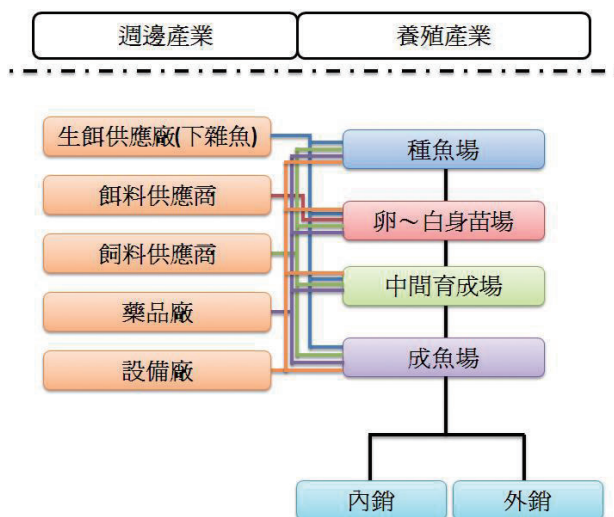 週邊產業
養殖產業
生餌供應廠(下雜魚)
餌料供應商
飼料供應商
藥品廠
設備廠
種魚場
卵～白身苗場
中間育成場
成魚場
內銷
外銷